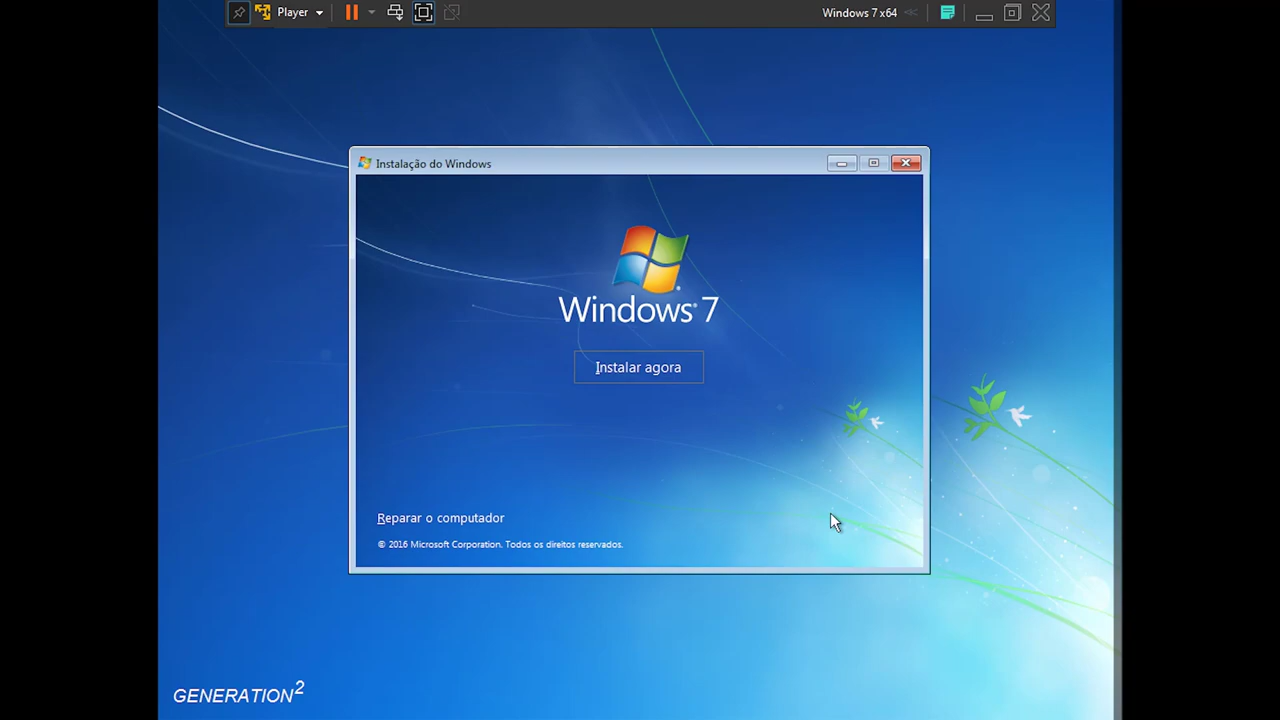 Player
Windows 7 x64
Instalação do Windows
Windows® 7
Instalar agora
Reparar o computador
© 2016 Microsoft Corporation. Todos os direitos reservados.
GENERATION²